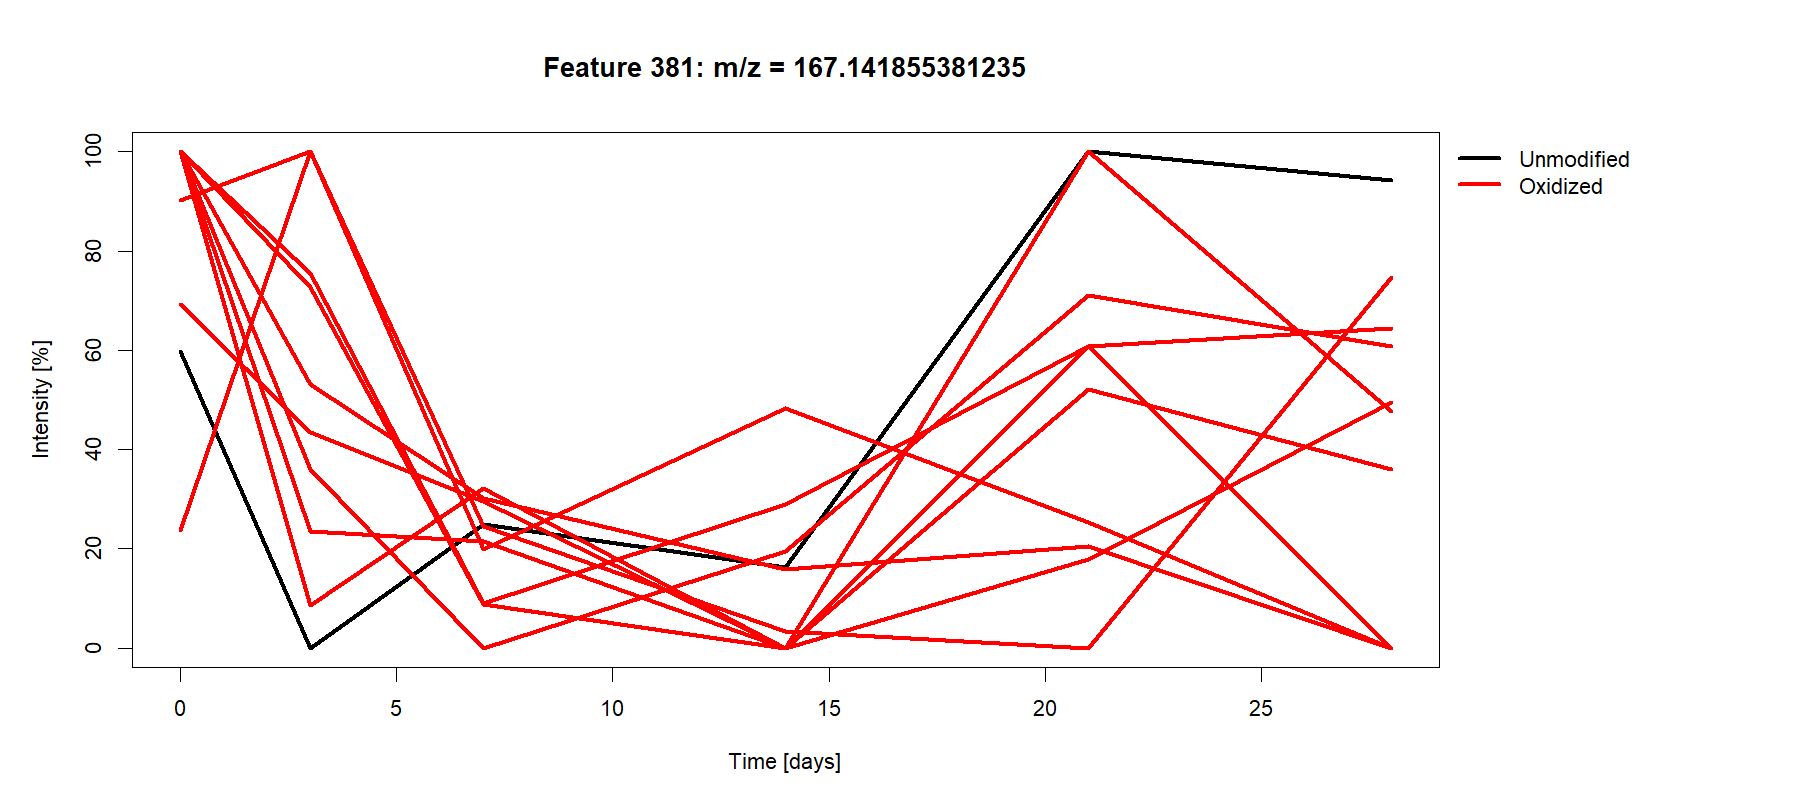 Feature 381: m/z = 167.141855381235
Unmodified
Oxidized
Intensity [%]
100
80
60
40
20
0
0 5 10 15 20 25
Time [days]